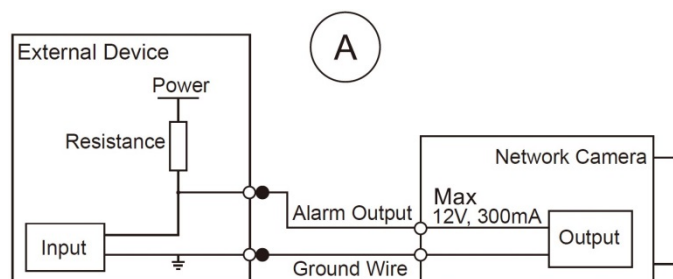 External Device
A
Power
Resistance
Network Camera
Max
12V, 300mA
Alarm Output
Input
Output
Ground Wire